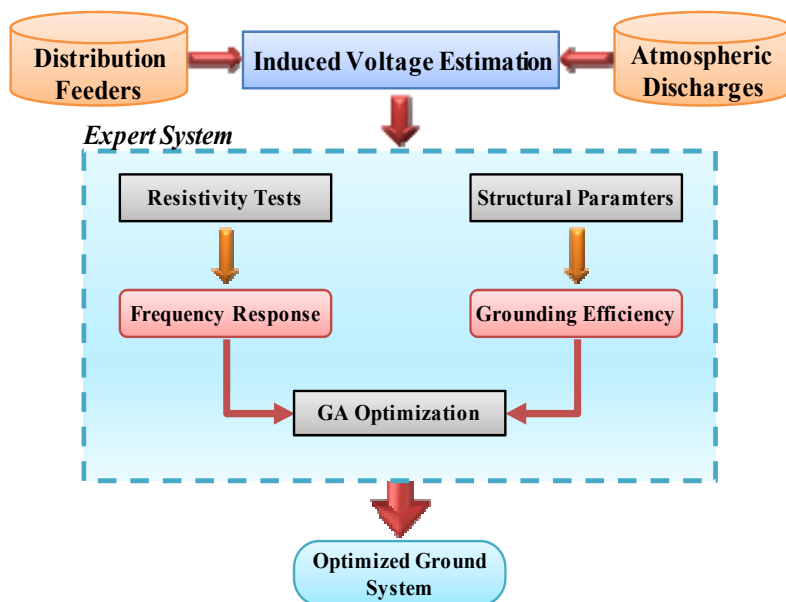 Distribution
Feeders
Induced Voltage Estimation
Atmospheric
Discharges
Expert System
Resistivity Tests
Structural Paramters
Frequency Response
Grounding Efficiency
GA Optimization
Optimized Ground
System